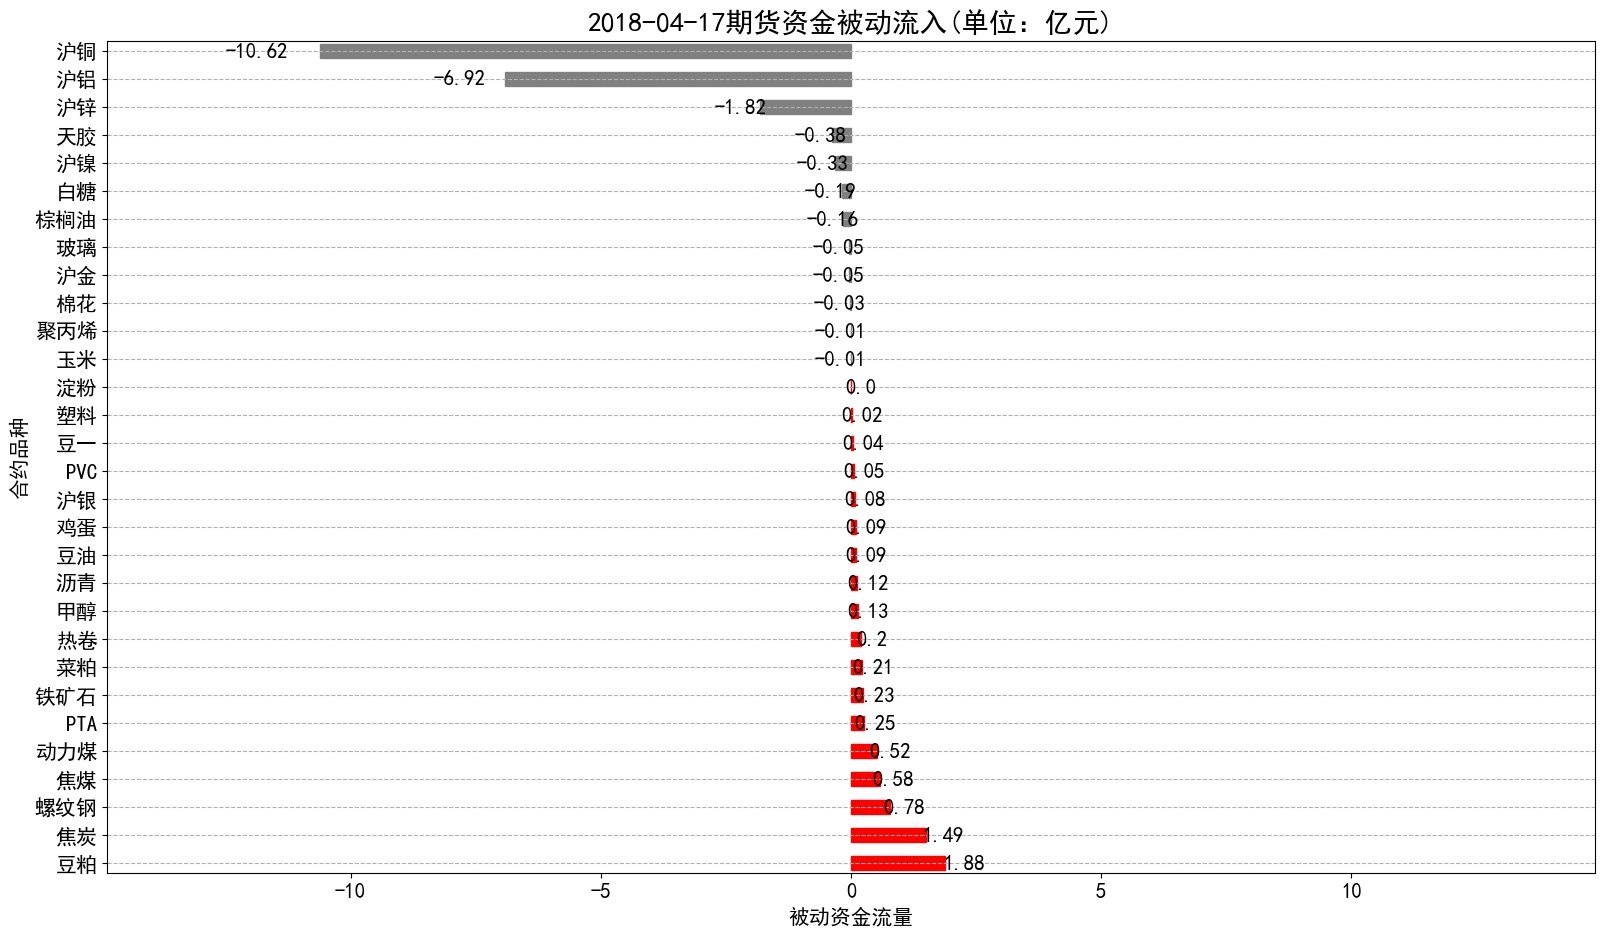 2018-04-17期货资金被动流入(单位：亿元)
沪铜 -10.62
沪铝 -6.92
沪锌 -1.82
天胶 -0.38
沪镍 -0.33
白糖 -0.19
棕榈油 -0.16
玻璃 -0.05
沪金 -0.05
棉花 -0.03
聚丙烯 -0.01
玉米 -0.01
淀粉 0.0
塑料 0.02
豆一 0.04
PVC 0.05
沪银 0.08
鸡蛋 0.09
豆油 0.09
沥青 0.12
甲醇 0.13
热卷 0.2
菜粕 0.21
铁矿石 0.23
PTA 0.25
动力煤 0.52
焦煤 0.58
螺纹钢 0.78
焦炭 1.49
豆粕 1.88
合约品种
-10 -5 0 5 10
被动资金流量